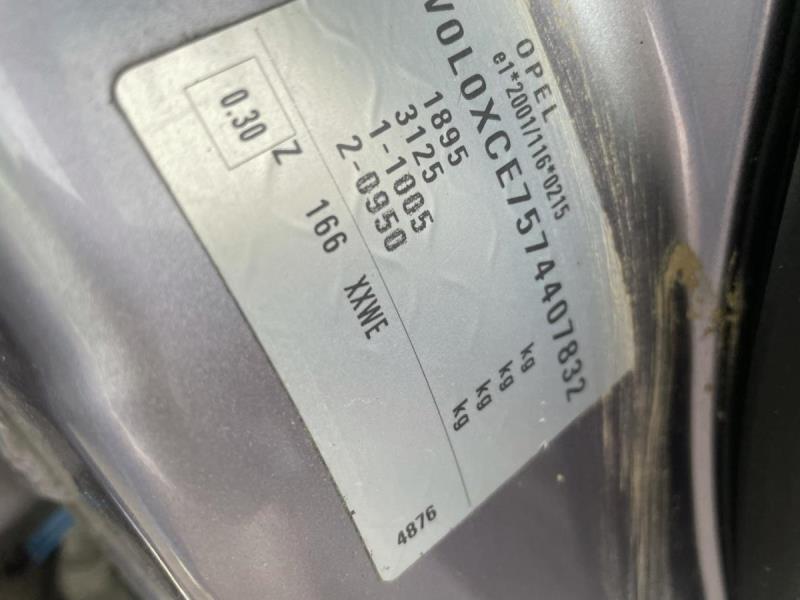 OPEL
e1*2001/116*0215
W0L0XCE7574407832
1895 kg
3125 kg
1-1005 kg
2-0950 kg
0.30 Z 166 XXWE
4876